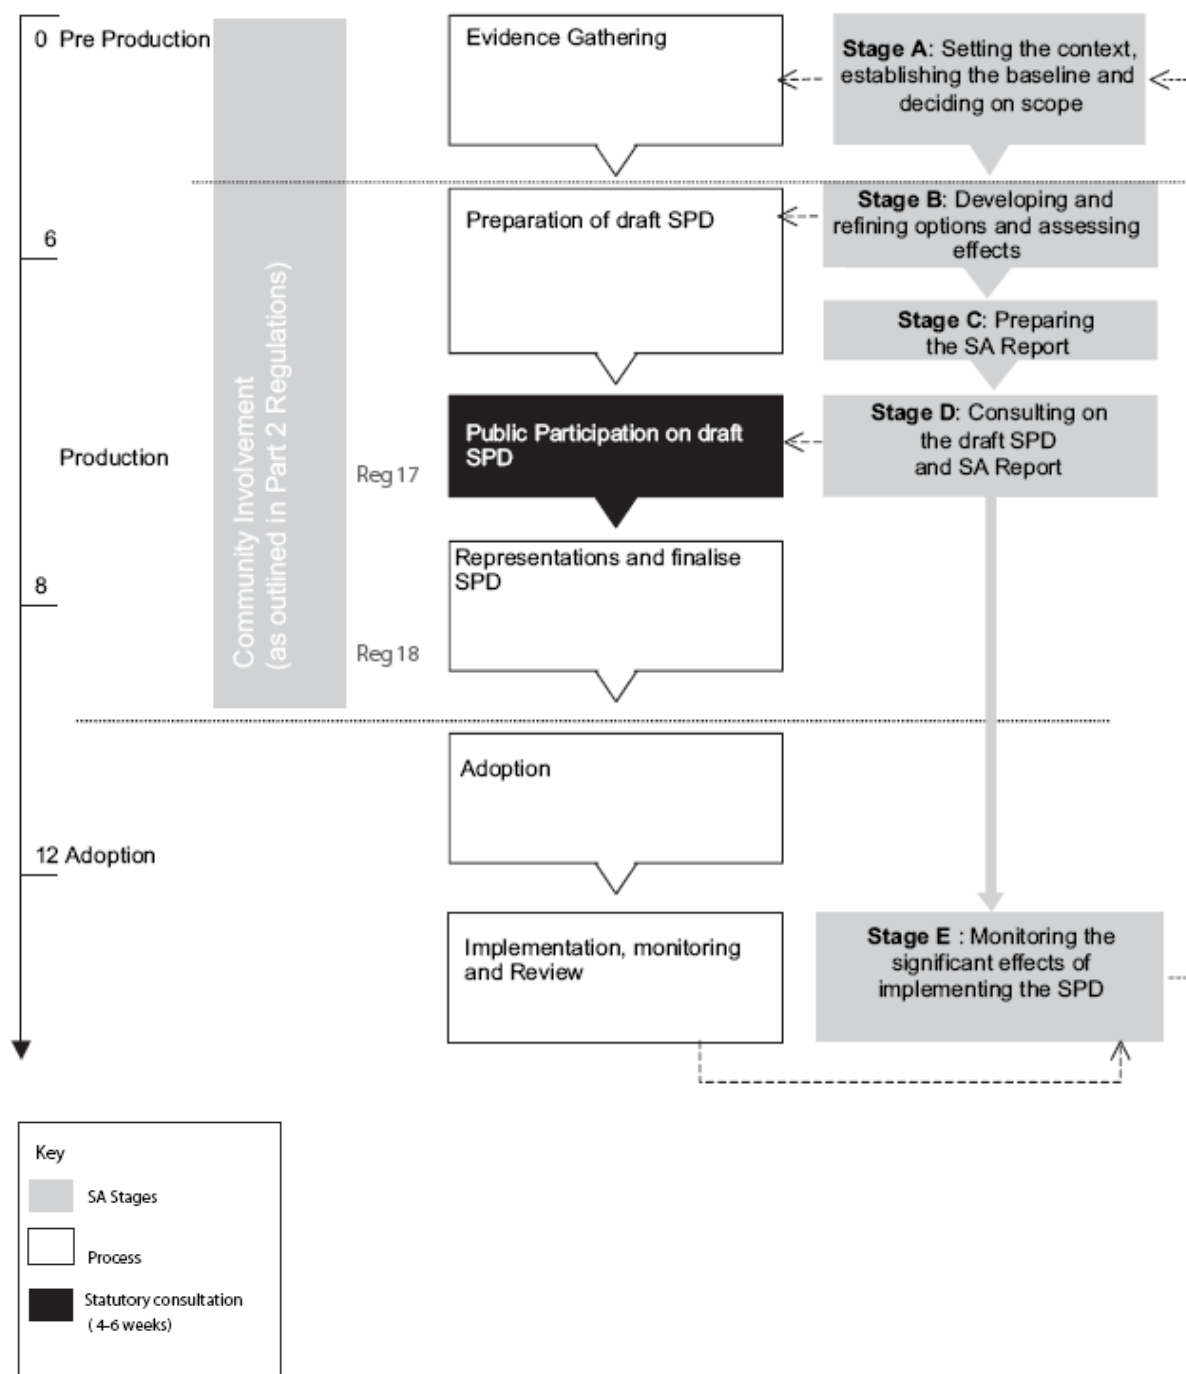 0 Pre Production
6
Production
8
12 Adoption
Community Involvement
(as outlined in Part 2 Regulations)
Reg 17
Reg 18
Evidence Gathering
Preparation of draft SPD
Public Participation on draft
SPD
Representations and finalise
SPD
Adoption
Implementation, monitoring
and Review
Stage A: Setting the context,
establishing the baseline and
deciding on scope
Stage B: Developing and
refining options and assessing
effects
Stage C: Preparing
the SA Report
Stage D: Consulting on
the draft SPD
and SA Report
Stage E : Monitoring the
significant effects of
implementing the SPD
Key
SA Stages
Process
Statutory consultation
( 4-6 weeks)